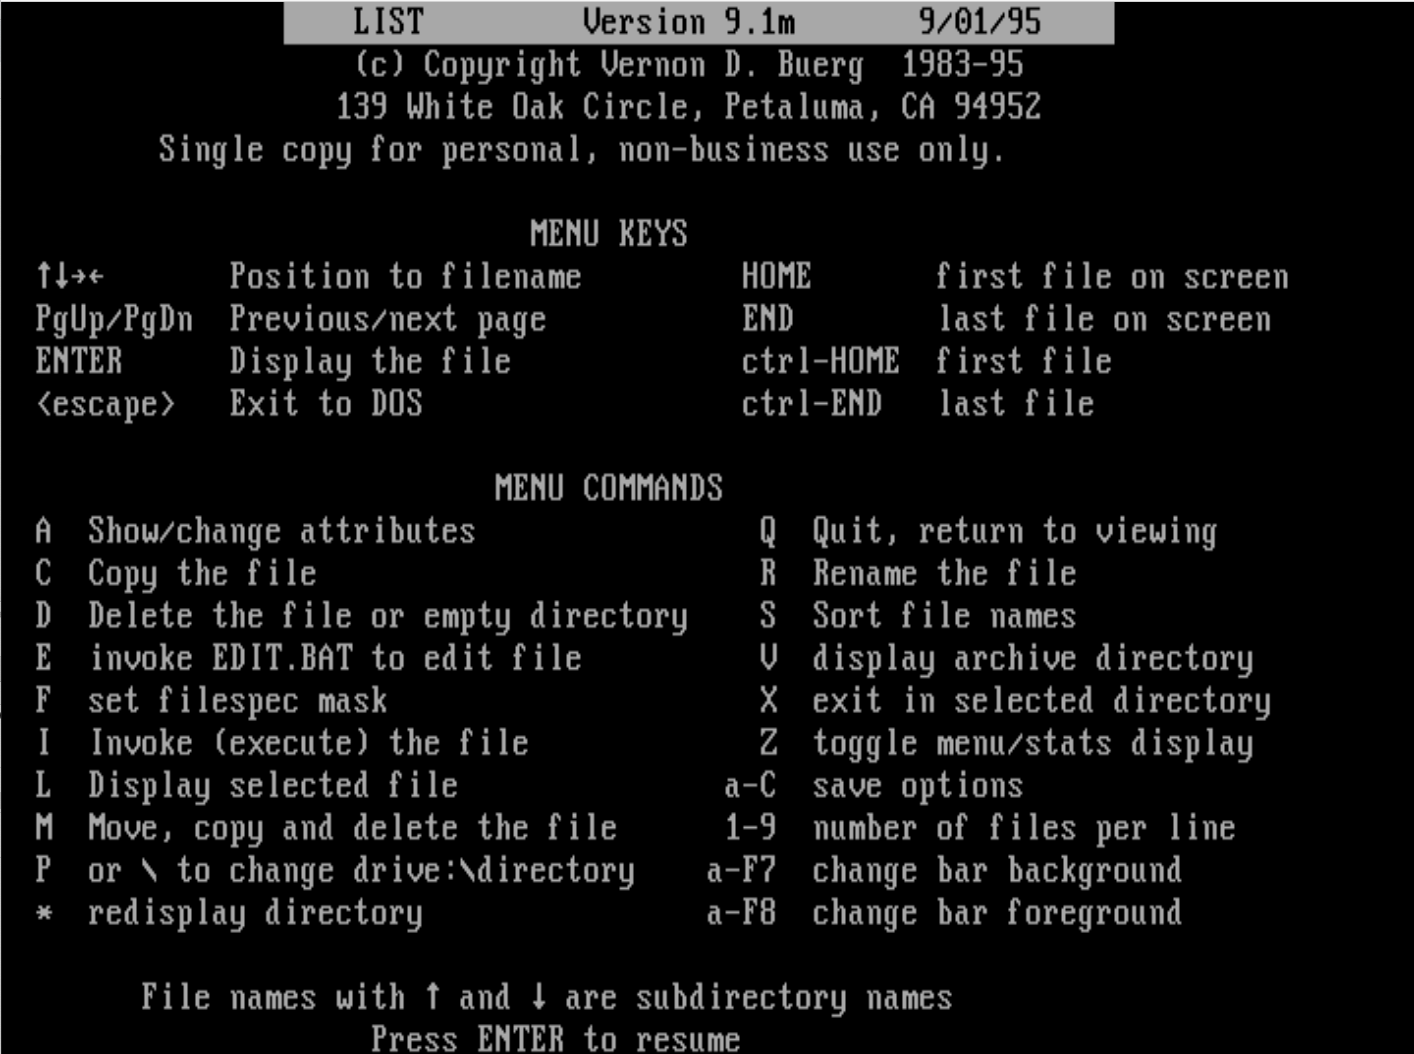 LIST Version 9.1m 9/01/95
(c) Copyright Vernon D. Buerg 1983-95
139 White Oak Circle, Petaluma, CA 94952
Single copy for personal, non-business use only.
MENU KEYS
↑↓→← Position to filename HOME first file on screen
PgUp/PgDn Previous/next page END last file on screen
ENTER Display the file ctrl-HOME first file
<escape> Exit to DOS ctrl-END last file
MENU COMMANDS
A Show/change attributes Q Quit, return to viewing
C Copy the file R Rename the file
D Delete the file or empty directory S Sort file names
E invoke EDIT.BAT to edit file V display archive directory
F set filespec mask X exit in selected directory
I Invoke (execute) the file Z toggle menu/stats display
L Display selected file a-C save options
M Move, copy and delete the file 1-9 number of files per line
P or \ to change drive:\directory a-F7 change bar background
* redisplay directory a-F8 change bar foreground
File names with ↑ and ↓ are subdirectory names
Press ENTER to resume